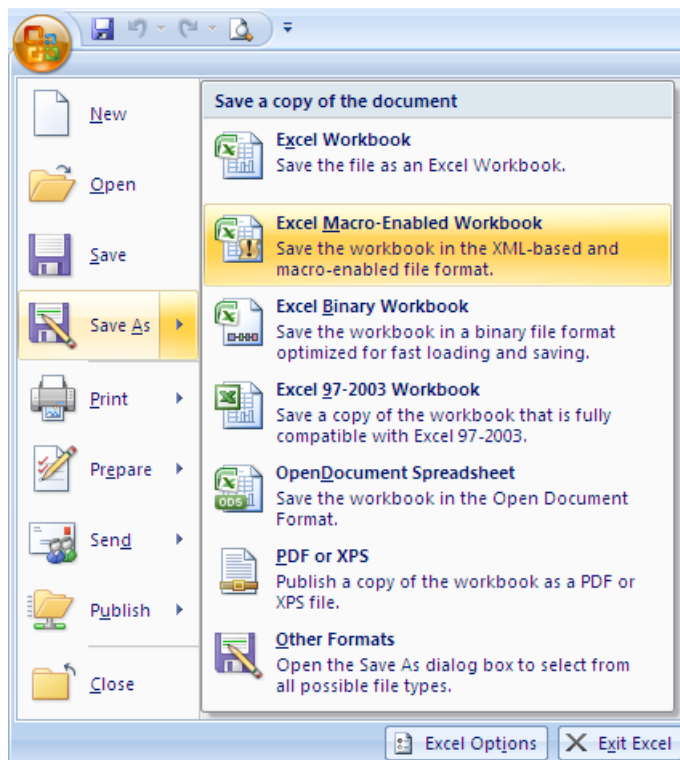 New
Open
Save
Save As
Print
Prepare
Send
Publish
Close
Save a copy of the document
Excel Workbook
Save the file as an Excel Workbook.
Excel Macro-Enabled Workbook
Save the workbook in the XML-based and
macro-enabled file format.
Excel Binary Workbook
Save the workbook in a binary file format
optimized for fast loading and saving.
Excel 97-2003 Workbook
Save a copy of the workbook that is fully
compatible with Excel 97-2003.
OpenDocument Spreadsheet
Save the workbook in the Open Document
Format.
ODS
PDF or XPS
Publish a copy of the workbook as a PDF or
XPS file.
Other Formats
Open the Save As dialog box to select from
all possible file types.
Excel Options
Exit Excel